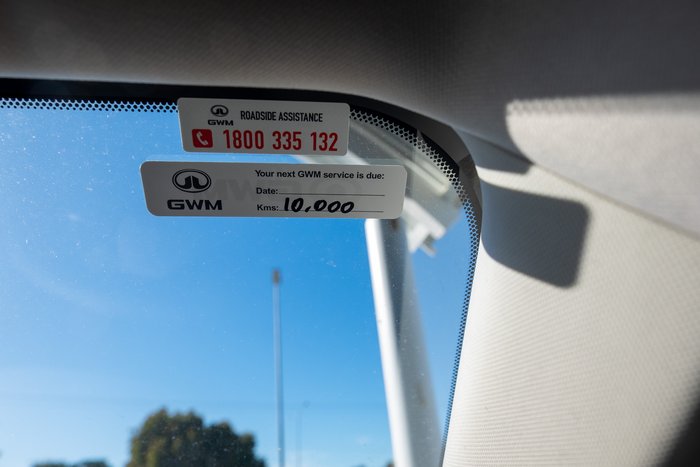 ROADSIDE ASSISTANCE
GWM
1800 335 132
Your next GWM service is due:
Date:
GWM
Kms: 10,000